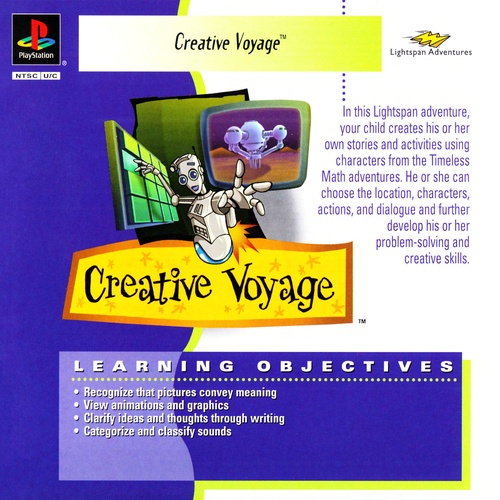 PlayStation
®
NTSC U/C
Creative Voyage™
Lightspan Adventures
In this Lightspan adventure,
your child creates his or her
own stories and activities using
characters from the Timeless
Math adventures. He or she can
choose the location, characters,
actions, and dialogue and further
develop his or her
problem-solving and
creative skills.
Creative Voyage
™
LEARNING OBJECTIVES
• Recognize that pictures convey meaning
• View animations and graphics
• Clarify ideas and thoughts through writing
• Categorize and classify sounds